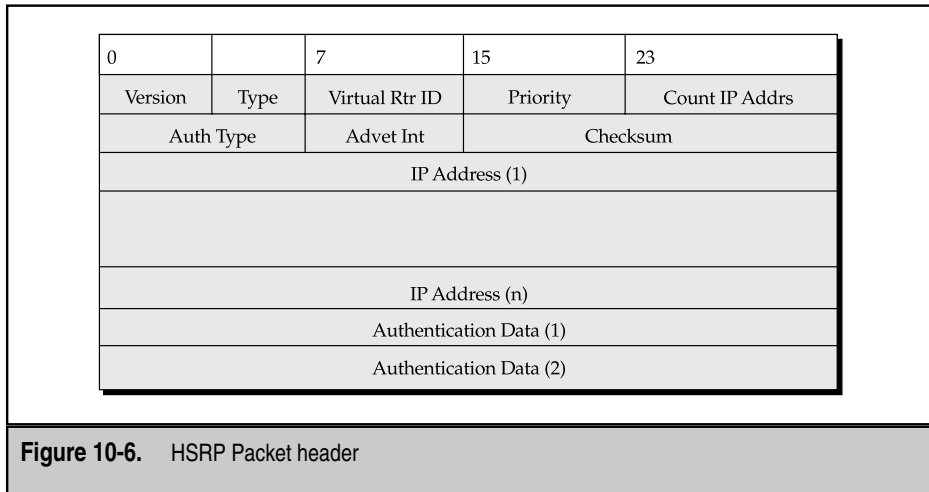 0 7 15 23
Version Type Virtual Rtr ID Priority Count IP Addrs
Auth Type Advet Int Checksum
IP Address (1)
IP Address (n)
Authentication Data (1)
Authentication Data (2)
Figure 10-6. HSRP Packet header